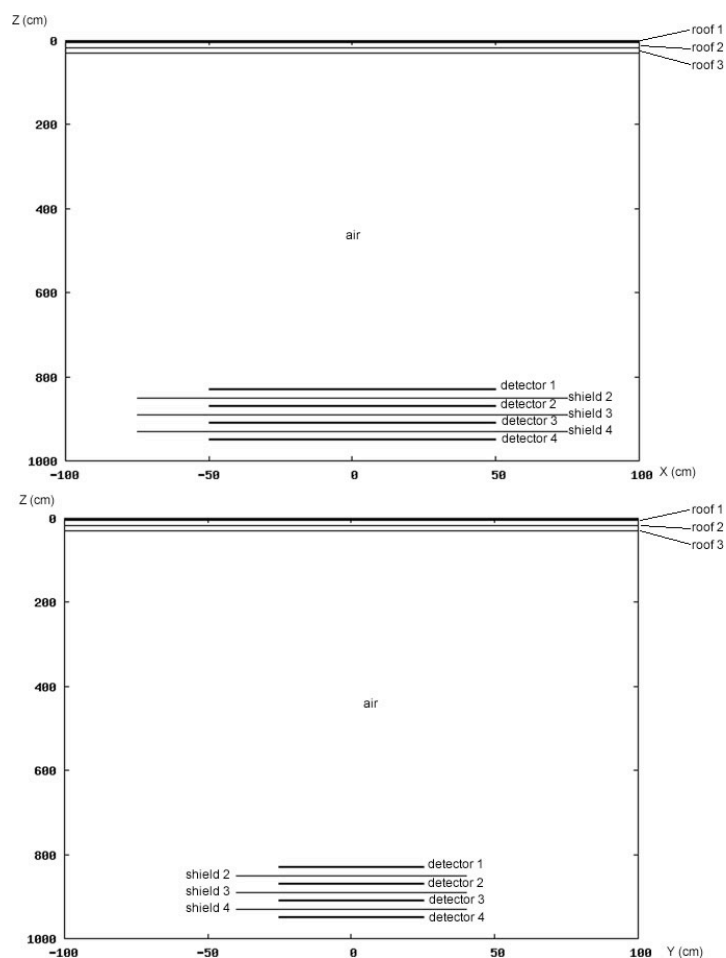 Z (cm)
0
200
400
600
800
1000
roof 1
roof 2
roof 3
air
detector 1
shield 2
detector 2
shield 3
detector 3
shield 4
detector 4
-100
-50
0
50
100
X (cm)
Z (cm)
0
200
400
600
800
1000
roof 1
roof 2
roof 3
air
detector 1
shield 2
detector 2
shield 3
detector 3
shield 4
detector 4
-100
-50
0
50
100
Y (cm)